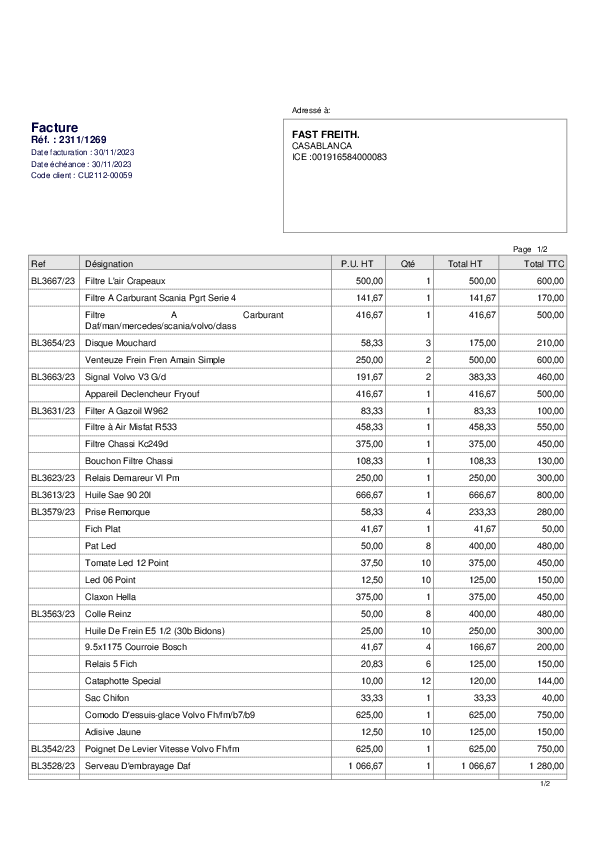 Adressé à:
Facture
Réf. : 2311/1269
Date facturation : 30/11/2023
Date échéance : 30/11/2023
Code client : CU2112-00059
FAST FREITH.
CASABLANCA
ICE :001916584000083
Page 1/2
Ref Désignation P.U. HT Qté Total HT Total TTC
BL3667/23 Filtre L'air Crapeaux 500,00 1 500,00 600,00
Filtre A Carburant Scania Pgrt Serie 4 141,67 1 141,67 170,00
Filtre A Carburant 416,67 1 416,67 500,00
Daf/man/mercedes/scania/volvo/class
BL3654/23 Disque Mouchard 58,33 3 175,00 210,00
Venteuze Frein Fren Amain Simple 250,00 2 500,00 600,00
BL3663/23 Signal Volvo V3 G/d 191,67 2 383,33 460,00
Appareil Declencheur Fryouf 416,67 1 416,67 500,00
BL3631/23 Filter A Gazoil W962 83,33 1 83,33 100,00
Filtre à Air Misfat R533 458,33 1 458,33 550,00
Filtre Chassi Kc249d 375,00 1 375,00 450,00
Bouchon Filtre Chassi 108,33 1 108,33 130,00
BL3623/23 Relais Demareur Vl Pm 250,00 1 250,00 300,00
BL3613/23 Huile Sae 90 20l 666,67 1 666,67 800,00
BL3579/23 Prise Remorque 58,33 4 233,33 280,00
Fich Plat 41,67 1 41,67 50,00
Pat Led 50,00 8 400,00 480,00
Tomate Led 12 Point 37,50 10 375,00 450,00
Led 06 Point 12,50 10 125,00 150,00
Claxon Hella 375,00 1 375,00 450,00
BL3563/23 Colle Reinz 50,00 8 400,00 480,00
Huile De Frein E5 1/2 (30b Bidons) 25,00 10 250,00 300,00
9.5x1175 Courroie Bosch 41,67 4 166,67 200,00
Relais 5 Fich 20,83 6 125,00 150,00
Cataphotte Special 10,00 12 120,00 144,00
Sac Chifon 33,33 1 33,33 40,00
Comodo D'essuis-glace Volvo Fh/fm/b7/b9 625,00 1 625,00 750,00
Adisive Jaune 12,50 10 125,00 150,00
BL3542/23 Poignet De Levier Vitesse Volvo Fh/fm 625,00 1 625,00 750,00
BL3528/23 Serveau D'embrayage Daf 1 066,67 1 1 066,67 1 280,00
1/2